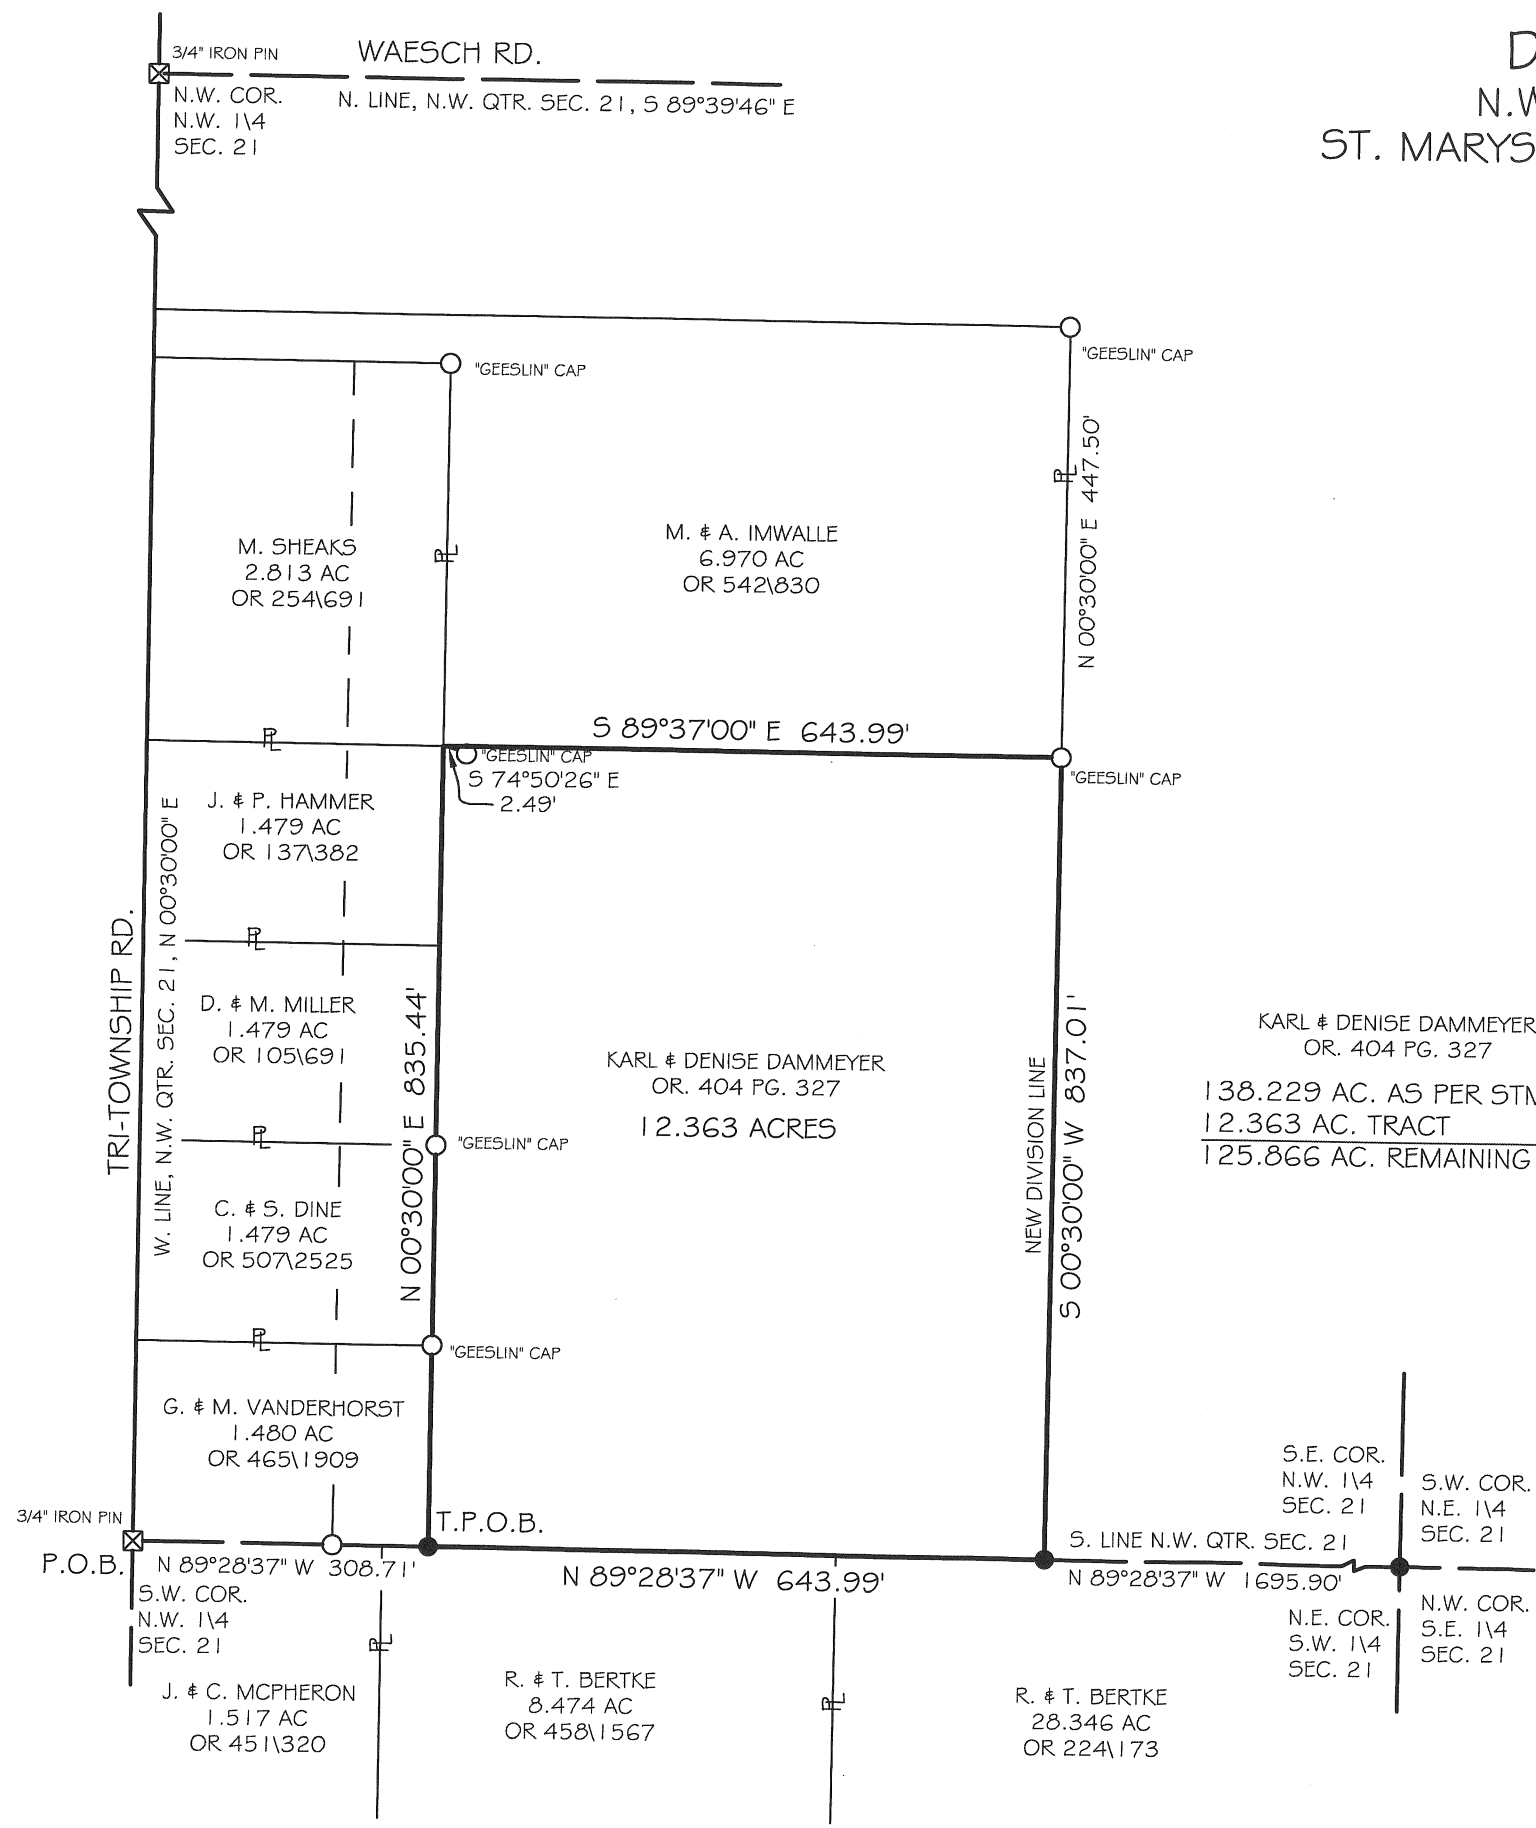 3/4" IRON PIN
WAESCH RD.
N.W. COR.
N.W. 1\4
SEC. 21
N. LINE, N.W. QTR. SEC. 21, S 89°39'46" E
D
N.W
ST. MARYS
"GEESLIN" CAP
"GEESLIN" CAP
N 00°30'00" E 447.50'
PL
PL
M. SHEAKS
2.813 AC
OR 254\691
M. & A. IMWALLE
6.970 AC
OR 542\830
S 89°37'00" E 643.99'
PL
"GEESLIN" CAP
S 74°50'26" E
2.49'
"GEESLIN" CAP
J. & P. HAMMER
1.479 AC
OR 137\382
TRI-TOWNSHIP RD.
W. LINE, N.W. QTR. SEC. 21, N 00°30'00" E
PL
D. & M. MILLER
1.479 AC
OR 105\691
N 00°30'00" E 835.44'
KARL & DENISE DAMMEYER
OR. 404 PG. 327
12.363 ACRES
NEW DIVISION LINE
S 00°30'00" W 837.01'
KARL & DENISE DAMMEYER
OR. 404 PG. 327
138.229 AC. AS PER STM
12.363 AC. TRACT
125.866 AC. REMAINING
PL
"GEESLIN" CAP
C. & S. DINE
1.479 AC
OR 507\2525
PL
"GEESLIN" CAP
G. & M. VANDERHORST
1.480 AC
OR 465\1909
3/4" IRON PIN
P.O.B.
T.P.O.B.
N 89°28'37" W 308.71'
N 89°28'37" W 643.99'
S. LINE N.W. QTR. SEC. 21
N 89°28'37" W 1695.90'
S.E. COR.
N.W. 1\4
SEC. 21
S.W. COR.
N.E. 1\4
SEC. 21
S.W. COR.
N.W. 1\4
SEC. 21
N.E. COR.
S.W. 1\4
SEC. 21
N.W. COR.
S.E. 1\4
SEC. 21
PL
J. & C. MCPHERON
1.517 AC
OR 451\320
R. & T. BERTKE
8.474 AC
OR 458\1567
PL
R. & T. BERTKE
28.346 AC
OR 224\173